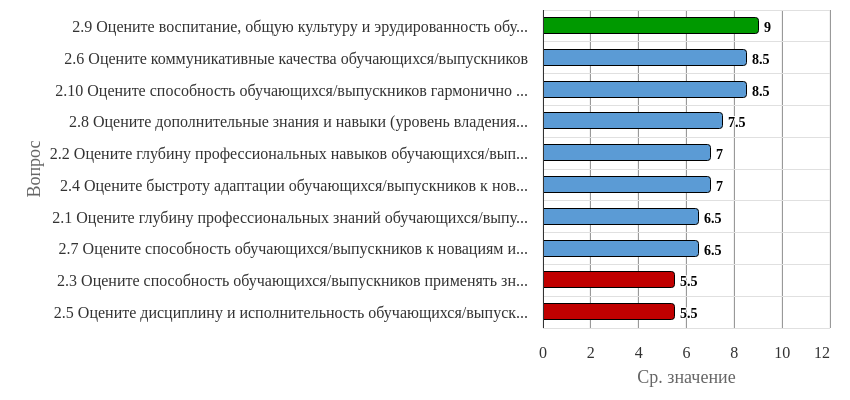 2.9 Оцените воспитание, общую культуру и эрудированность обу... 9
2.6 Оцените коммуникативные качества обучающихся/выпускников 8.5
2.10 Оцените способность обучающихся/выпускников гармонично ... 8.5
2.8 Оцените дополнительные знания и навыки (уровень владения... 7.5
2.2 Оцените глубину профессиональных навыков обучающихся/вып... 7
2.4 Оцените быстроту адаптации обучающихся/выпускников к нов... 7
2.1 Оцените глубину профессиональных знаний обучающихся/выпу... 6.5
2.7 Оцените способность обучающихся/выпускников к новациям и... 6.5
2.3 Оцените способность обучающихся/выпускников применять зн... 5.5
2.5 Оцените дисциплину и исполнительность обучающихся/выпуск... 5.5
Вопрос
0 2 4 6 8 10 12
Ср. значение